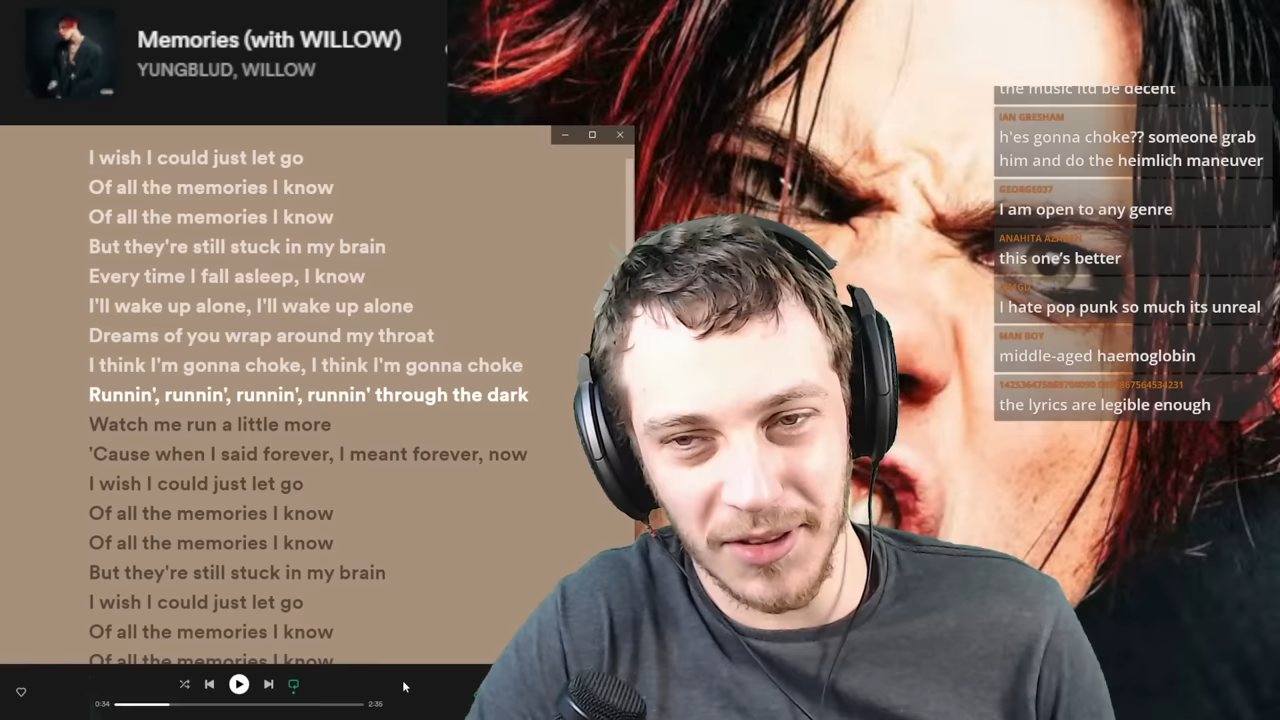 Memories (with WILLOW)
YUNGBLUD, WILLOW
I wish I could just let go
Of all the memories I know
Of all the memories I know
But they're still stuck in my brain
Every time I fall asleep, I know
I'll wake up alone, I'll wake up alone
Dreams of you wrap around my throat
I think I'm gonna choke, I think I'm gonna choke
Runnin', runnin', runnin', runnin' through the dark
Watch me run a little more
'Cause when I said forever, I meant forever, now
I wish I could just let go
Of all the memories I know
Of all the memories I know
But they're still stuck in my brain
I wish I could just let go
Of all the memories I know
Of all the memories I know
0:34
2:35
the music itd be decent
IAN GRESHAM
h'es gonna choke?? someone grab
him and do the heimlich maneuver
GEORGE037
I am open to any genre
ANAHITA
this one's better
I hate pop punk so much its unreal
MAN BOY
middle-aged haemoglobin
the lyrics are legible enough